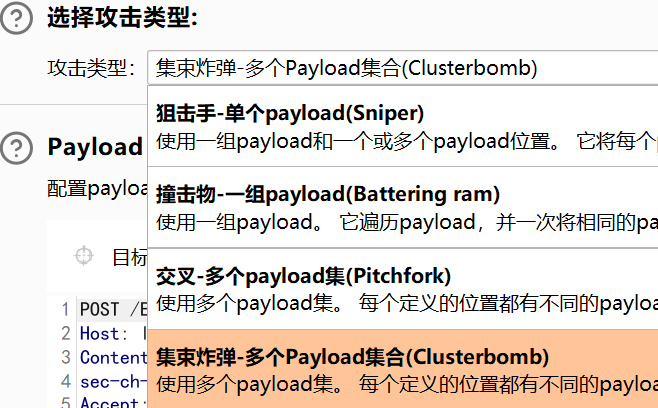 选择攻击类型:
攻击类型: 集束炸弹-多个Payload集合(Clusterbomb)
狙击手-单个payload(Sniper)
使用一组payload和一个或多个payload位置。 它将每个
撞击物-一组payload(Battering ram)
使用一组payload。 它遍历payload，并一次将相同的pa
Payload
配置payloa
交叉-多个payload集(Pitchfork)
使用多个payload集。 每个定义的位置都有不同的payloa
目标
集束炸弹-多个Payload集合(Clusterbomb)
使用多个payload集。 每个定义的位置都有不同的payloa
1 POST /E
2 Host:
3 Content
4 sec-ch-
5 Accept: